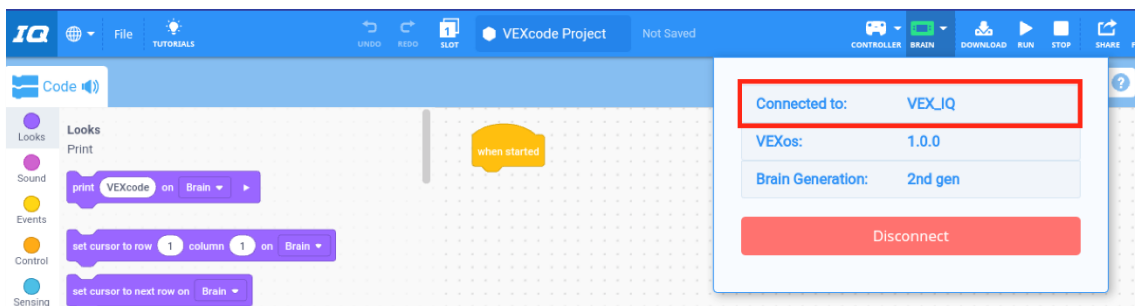 IQ File TUTORIALS UNDO REDO 1 SLOT VEXcode Project Not Saved CONTROLLER BRAIN DOWNLOAD RUN STOP SHARE
Code
Looks
Sound
Events
Control
Sensing
Looks
Print
print VEXcode on Brain
set cursor to row 1 column 1 on Brain
set cursor to next row on Brain
when started
Connected to: VEX_IQ
VEXos: 1.0.0
Brain Generation: 2nd gen
Disconnect
?